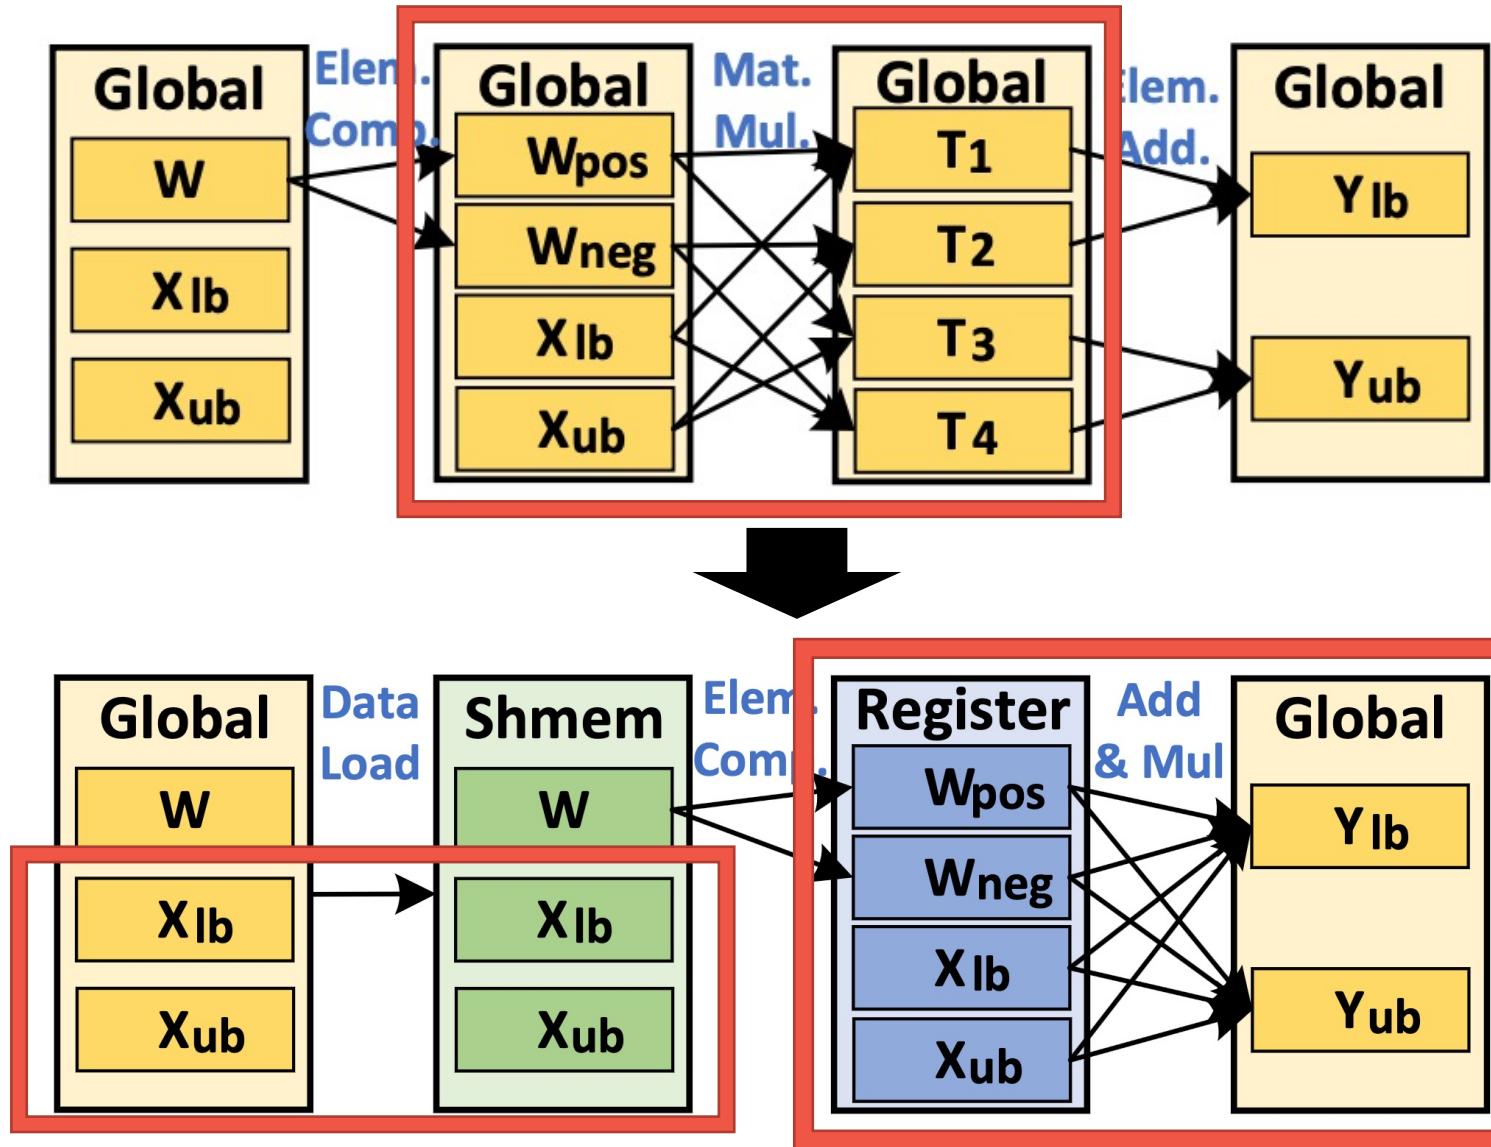 Global
W
Xlb
Xub
Elem.
Comp.
Global
Wpos
Wneg
Xlb
Xub
Mat.
Mul.
Global
T1
T2
T3
T4
Elem.
Add.
Global
Ylb
Yub
Global
W
Xlb
Xub
Data
Load
Shmem
W
Xlb
Xub
Elem.
Comp.
Register
Wpos
Wneg
Xlb
Xub
Add
& Mul
Global
Ylb
Yub